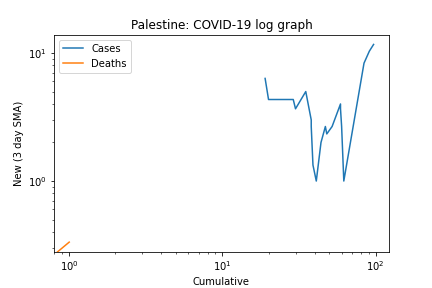 Palestine: COVID-19 log graph
Cases
Deaths
New (3 day SMA)
10¹
10⁰
10⁰
10¹
10²
Cumulative